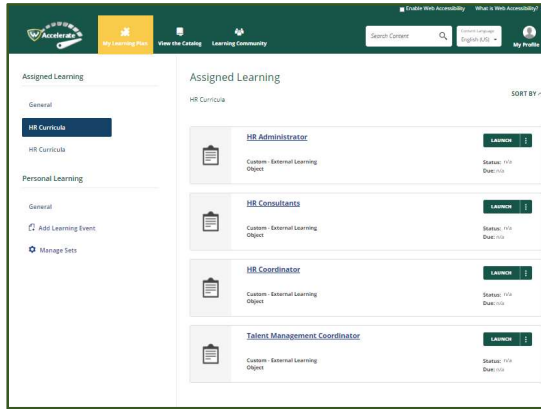 Enable Web Accessibility What is Web Accessibility?
W Accelerate
My Learning Plan
View the Catalog
Learning Community
Search Content
Content Language
English (US)
My Profile
Assigned Learning
General
HR Curricula
HR Curricula
Personal Learning
General
Add Learning Event
Manage Sets
Assigned Learning
HR Curricula
SORT BY
HR Administrator
Custom - External Learning
Object
LAUNCH
Status: n/a
Due: n/a
HR Consultants
Custom - External Learning
Object
LAUNCH
Status: n/a
Due: n/a
HR Coordinator
Custom - External Learning
Object
LAUNCH
Status: n/a
Due: n/a
Talent Management Coordinator
Custom - External Learning
Object
LAUNCH
Status: n/a
Due: n/a